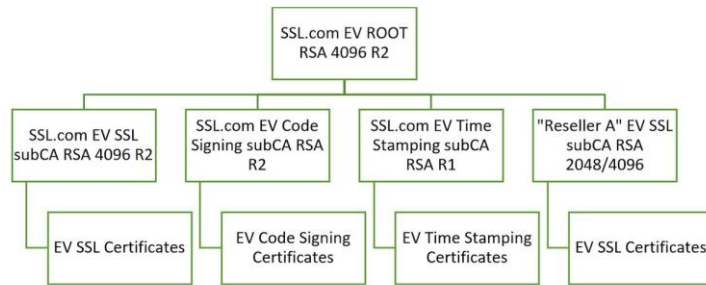 SSL.com EV ROOT
RSA 4096 R2
SSL.com EV SSL
subCA RSA 4096 R2
SSL.com EV Code
Signing subCA RSA
R2
SSL.com EV Time
Stamping subCA
RSA R1
"Reseller A" EV SSL
subCA RSA
2048/4096
EV SSL Certificates
EV Code Signing
Certificates
EV Time Stamping
Certificates
EV SSL Certificates